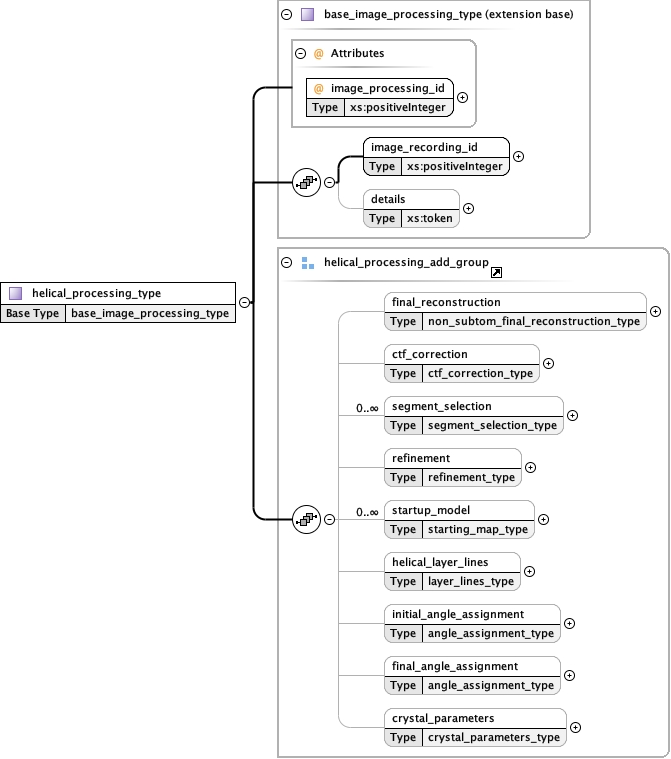 base_image_processing_type (extension base)
@ Attributes
@ image_processing_id
Type xs:positiveInteger
image_recording_id
Type xs:positiveInteger
details
Type xs:token
helical_processing_type
Base Type base_image_processing_type
helical_processing_add_group
final_reconstruction
Type non_subtom_final_reconstruction_type
ctf_correction
Type ctf_correction_type
0..∞
segment_selection
Type segment_selection_type
refinement
Type refinement_type
0..∞
startup_model
Type starting_map_type
helical_layer_lines
Type layer_lines_type
initial_angle_assignment
Type angle_assignment_type
final_angle_assignment
Type angle_assignment_type
crystal_parameters
Type crystal_parameters_type